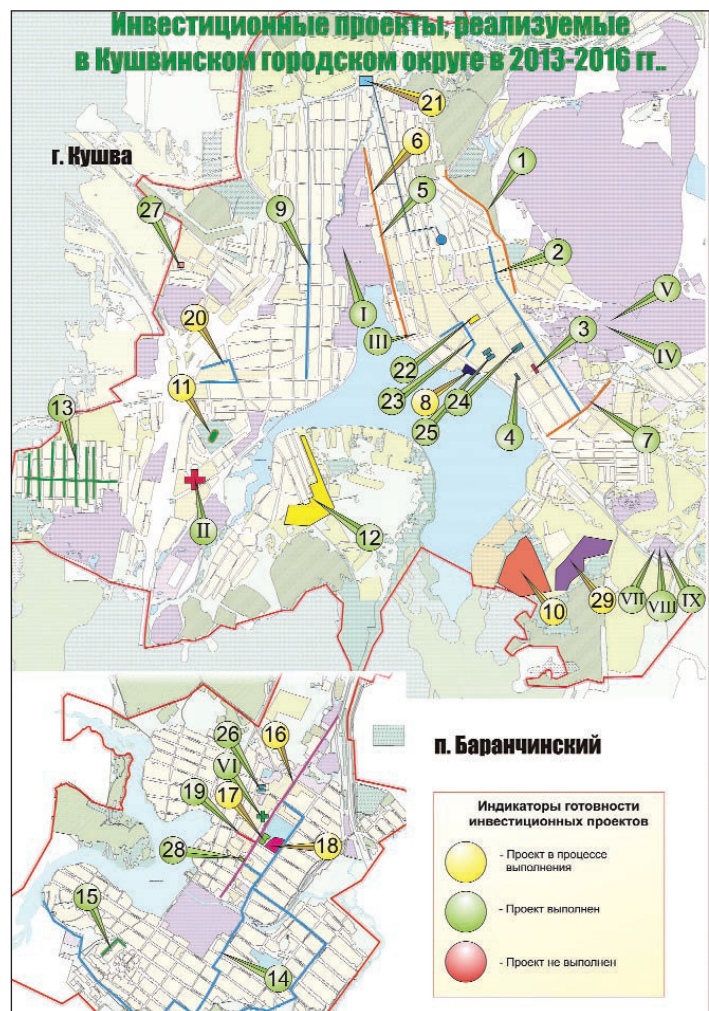 Инвестиционные проекты, реализуемые
в Кушвинском городском округе в 2013-2016 гг..
21
г. Кушва
6
1
27
9
5
2
I
V
III
3
IV
20
22
11
23
8
24
13
25
4
7
II
12
10
29
VII
VIII
IX
26
16
п. Баранчинский
VI
17
19
18
28
15
14
Индикаторы готовности
инвестиционных проектов
- Проект в процессе
выполнения
- Проект выполнен
- Проект не выполнен